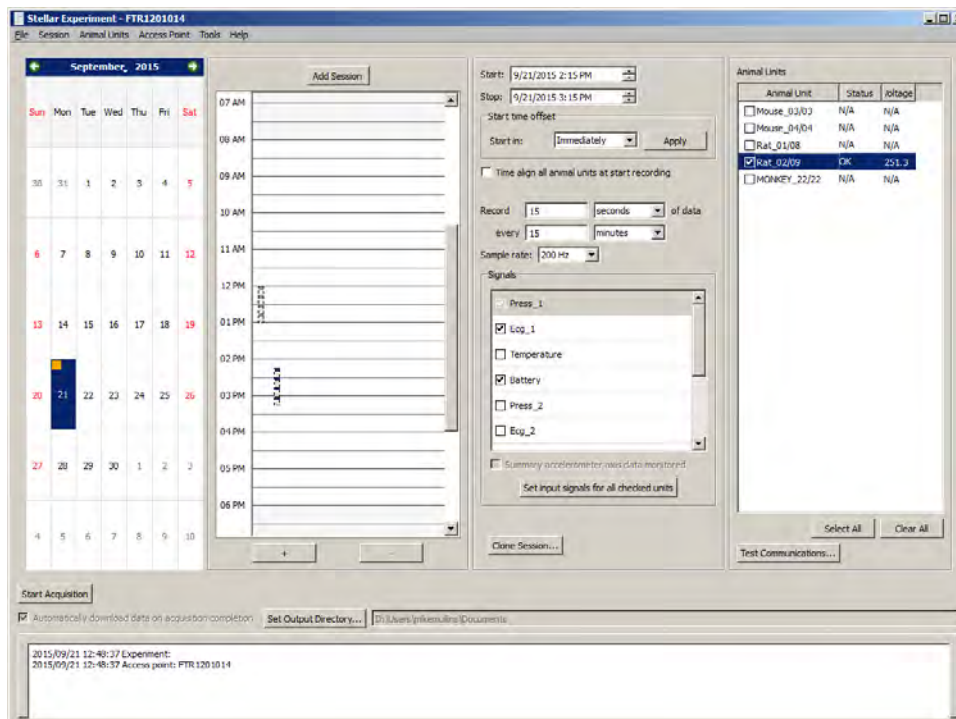 Stellar Experiment - FTR1201014
File Session Animal Units Access Point Tools Help
September, 2015
Sun Mon Tue Wed Thu Fri Sat
30 31 1 2 3 4 5
6 7 8 9 10 11 12
13 14 15 16 17 18 19
20 21 22 23 24 25 26
27 28 29 30 1 2 3
4 5 6 7 8 9 10
Add Session
07 AM
08 AM
09 AM
10 AM
11 AM
12 PM
01 PM
02 PM
03 PM
04 PM
05 PM
06 PM
+ -
Start: 9/21/2015 2:15 PM
Stop: 9/21/2015 3:15 PM
Start time offset
Start in: Immediately Apply
Time align all animal units at start recording
Record 15 seconds of data
every 15 minutes
Sample rate: 200 Hz
Signals
Press_1
Ecg_1
Temperature
Battery
Press_2
Ecg_2
Summary accelerometer axis data monitored
Set input signals for all checked units
Clone Session...
Animal Units
Animal Unit Status /oltage
Mouse_03/03 N/A N/A
Mouse_04/04 N/A N/A
Rat_01/08 N/A N/A
Rat_02/09 OK 251.3
MONKEY_22/22 N/A N/A
Select All Clear All
Test Communications...
Start Acquisition
Automatically download data on acquisition completion Set Output Directory... D:\Users\mikemulins\Documents
2015/09/21 12:48:37 Experiment:
2015/09/21 12:48:37 Access point: FTR1201014